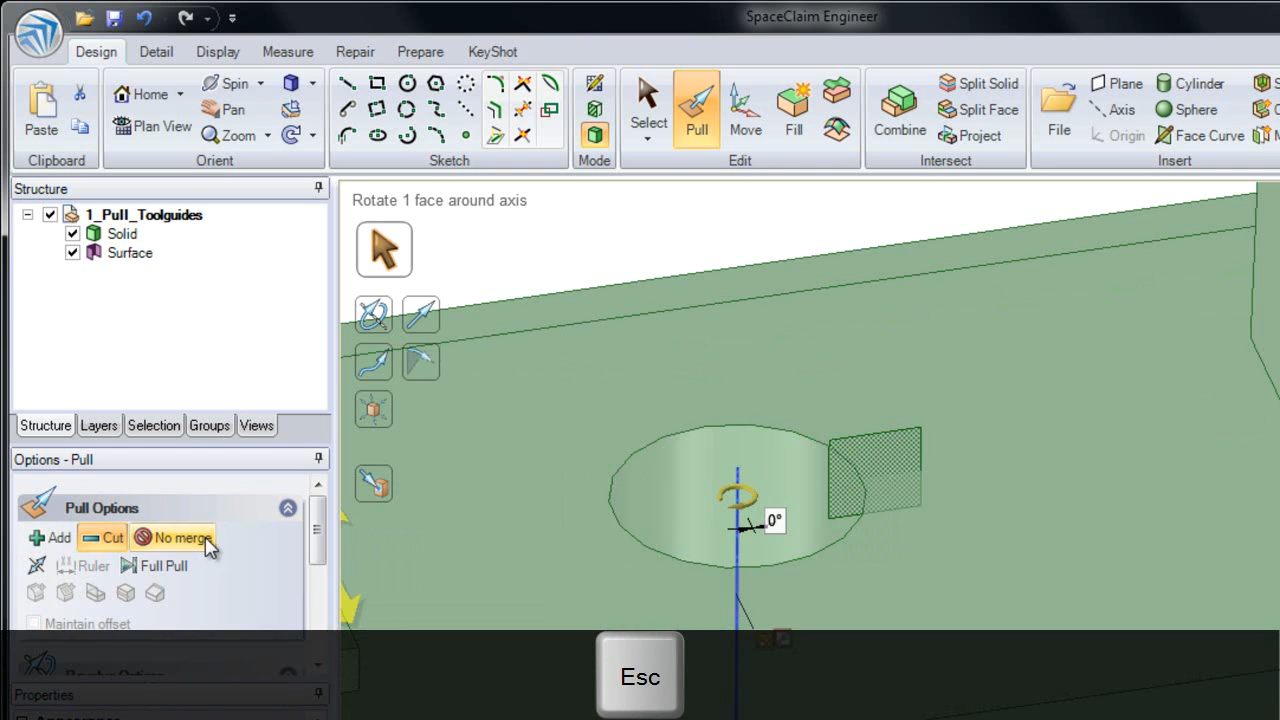 SpaceClaim Engineer
Design Detail Display Measure Repair Prepare KeyShot
Paste
Clipboard
Home
Plan View
Spin
Pan
Zoom
Orient
Sketch
Mode
Select
Pull
Move
Fill
Edit
Combine
Split Solid
Split Face
Project
Intersect
File
Plane
Axis
Origin
Cylinder
Sphere
Face Curve
Insert
Structure
1_Pull_Toolguides
Solid
Surface
Structure Layers Selection Groups Views
Options - Pull
Pull Options
Add Cut No merge
Ruler Full Pull
Maintain offset
Properties
Rotate 1 face around axis
0°
Esc